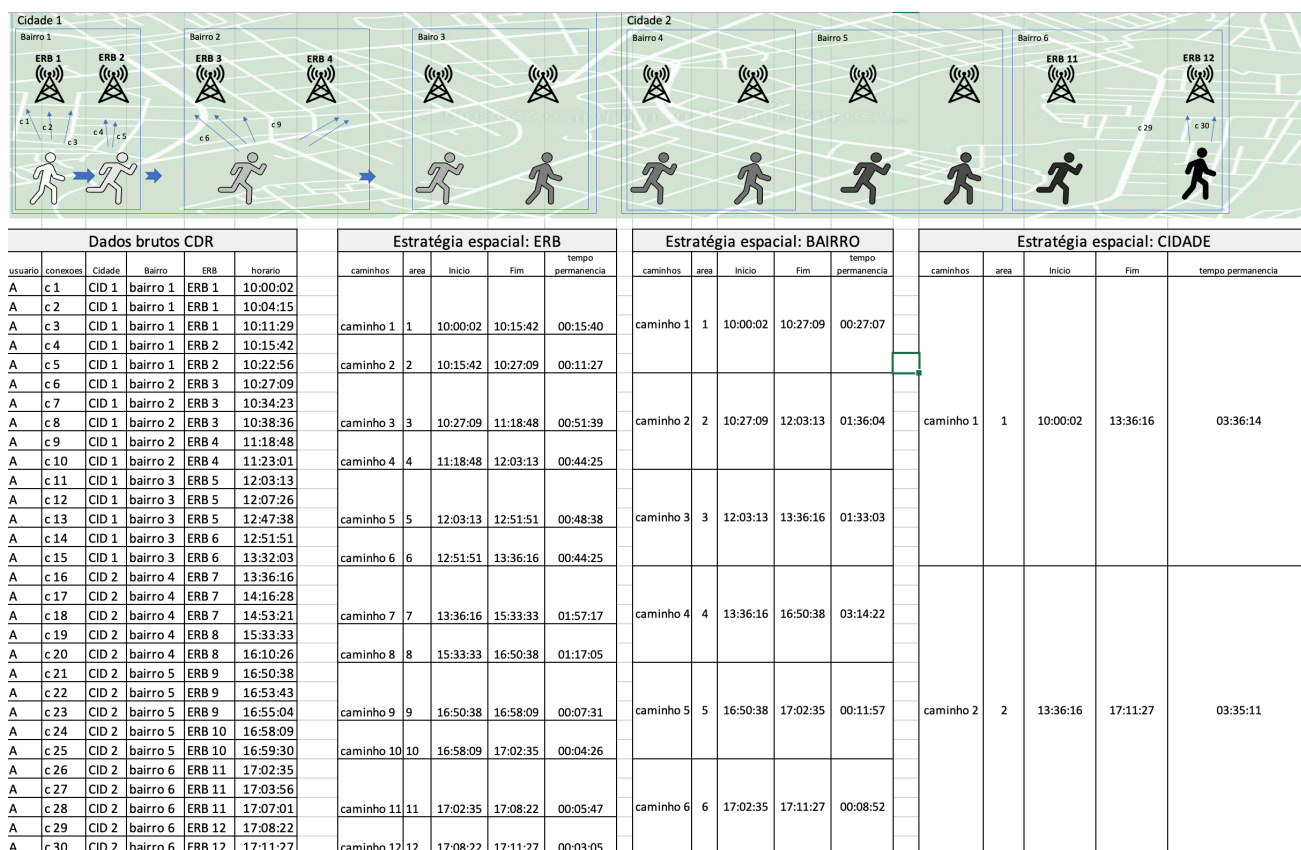 Cidade 1 Cidade 2
Bairro 1 Bairro 2 Bairo 3 Bairro 4 Bairro 5 Bairro 6
ERB 1 ERB 2 ERB 3 ERB 4 ERB 11 ERB 12
c 1 c 2 c 3 c 4 c 5 c 6 c 9 c 29 c 30
Dados brutos CDR
usuario conexoes Cidade Bairro ERB horario
A c 1 CID 1 bairro 1 ERB 1 10:00:02
A c 2 CID 1 bairro 1 ERB 1 10:04:15
A c 3 CID 1 bairro 1 ERB 1 10:11:29
A c 4 CID 1 bairro 1 ERB 2 10:15:42
A c 5 CID 1 bairro 1 ERB 2 10:22:56
A c 6 CID 1 bairro 2 ERB 3 10:27:09
A c 7 CID 1 bairro 2 ERB 3 10:34:23
A c 8 CID 1 bairro 2 ERB 3 10:38:36
A c 9 CID 1 bairro 2 ERB 4 11:18:48
A c 10 CID 1 bairro 2 ERB 4 11:23:01
A c 11 CID 1 bairro 3 ERB 5 12:03:13
A c 12 CID 1 bairro 3 ERB 5 12:07:26
A c 13 CID 1 bairro 3 ERB 5 12:47:38
A c 14 CID 1 bairro 3 ERB 6 12:51:51
A c 15 CID 1 bairro 3 ERB 6 13:32:03
A c 16 CID 2 bairro 4 ERB 7 13:36:16
A c 17 CID 2 bairro 4 ERB 7 14:16:28
A c 18 CID 2 bairro 4 ERB 7 14:53:21
A c 19 CID 2 bairro 4 ERB 8 15:33:33
A c 20 CID 2 bairro 4 ERB 8 16:10:26
A c 21 CID 2 bairro 5 ERB 9 16:50:38
A c 22 CID 2 bairro 5 ERB 9 16:53:43
A c 23 CID 2 bairro 5 ERB 9 16:55:04
A c 24 CID 2 bairro 5 ERB 10 16:58:09
A c 25 CID 2 bairro 5 ERB 10 16:59:30
A c 26 CID 2 bairro 6 ERB 11 17:02:35
A c 27 CID 2 bairro 6 ERB 11 17:03:56
A c 28 CID 2 bairro 6 ERB 11 17:07:01
A c 29 CID 2 bairro 6 ERB 12 17:08:22
A c 30 CID 2 bairro 6 ERB 12 17:11:27
Estratégia espacial: ERB
caminhos area Inicio Fim tempo permanencia
caminho 1 1 10:00:02 10:15:42 00:15:40
caminho 2 2 10:15:42 10:27:09 00:11:27
caminho 3 3 10:27:09 11:18:48 00:51:39
caminho 4 4 11:18:48 12:03:13 00:44:25
caminho 5 5 12:03:13 12:51:51 00:48:38
caminho 6 6 12:51:51 13:36:16 00:44:25
caminho 7 7 13:36:16 15:33:33 01:57:17
caminho 8 8 15:33:33 16:50:38 01:17:05
caminho 9 9 16:50:38 16:58:09 00:07:31
caminho 10 10 16:58:09 17:02:35 00:04:26
caminho 11 11 17:02:35 17:08:22 00:05:47
caminho 12 12 17:08:22 17:11:27 00:03:05
Estratégia espacial: BAIRRO
caminhos area Inicio Fim tempo permanencia
caminho 1 1 10:00:02 10:27:09 00:27:07
caminho 2 2 10:27:09 12:03:13 01:36:04
caminho 3 3 12:03:13 13:36:16 01:33:03
caminho 4 4 13:36:16 16:50:38 03:14:22
caminho 5 5 16:50:38 17:02:35 00:11:57
caminho 6 6 17:02:35 17:11:27 00:08:52
Estratégia espacial: CIDADE
caminhos area Inicio Fim tempo permanencia
caminho 1 1 10:00:02 13:36:16 03:36:14
caminho 2 2 13:36:16 17:11:27 03:35:11